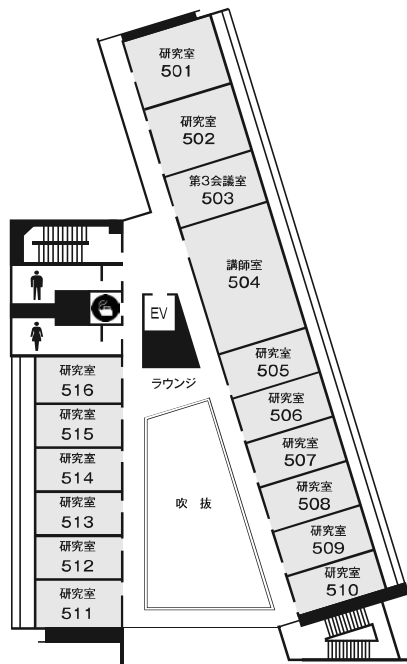 研究室
501
研究室
502
第3会議室
503
講師室
504
EV
ラウンジ
研究室
505
研究室
506
研究室
507
研究室
508
研究室
509
研究室
510
吹 抜
研究室
516
研究室
515
研究室
514
研究室
513
研究室
512
研究室
511